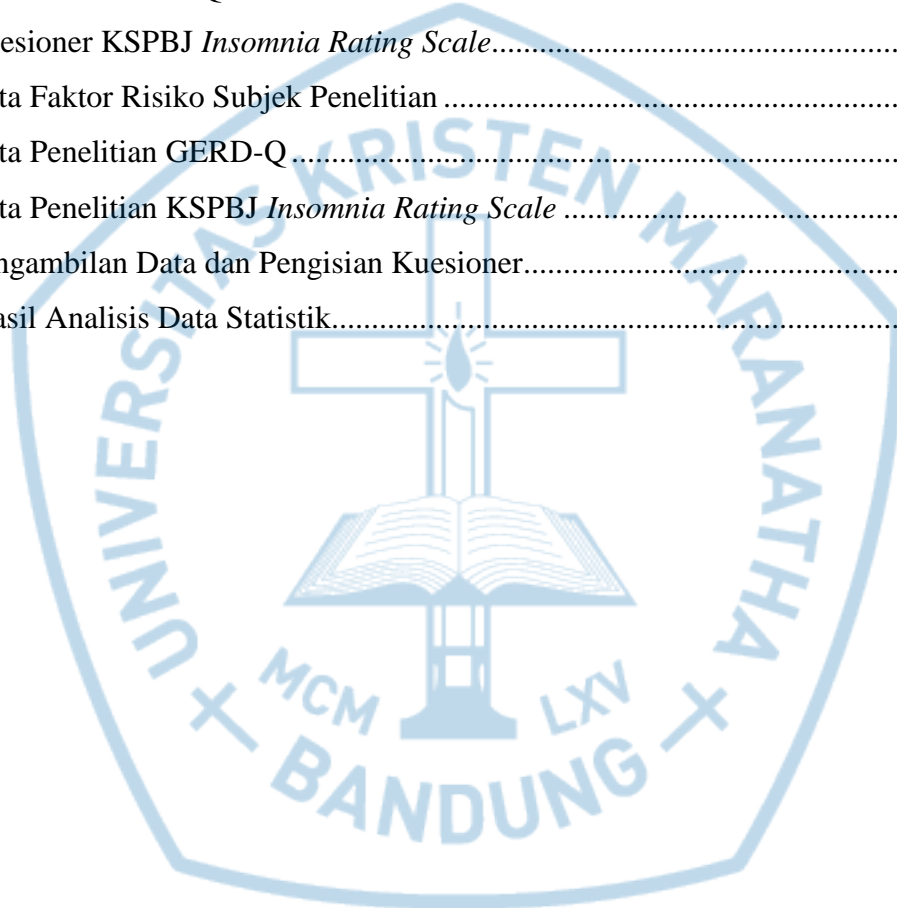 esioner KSPBJ Insomnia Rating Scale
ta Faktor Risiko Subjek Penelitian
ta Penelitian GERD-Q
ta Penelitian KSPBJ Insomnia Rating Scale
ngambilan Data dan Pengisian Kuesioner
asil Analisis Data Statistik
UNIVERSITAS KRISTEN MARANATHA
MCM LXV
BANDUNG